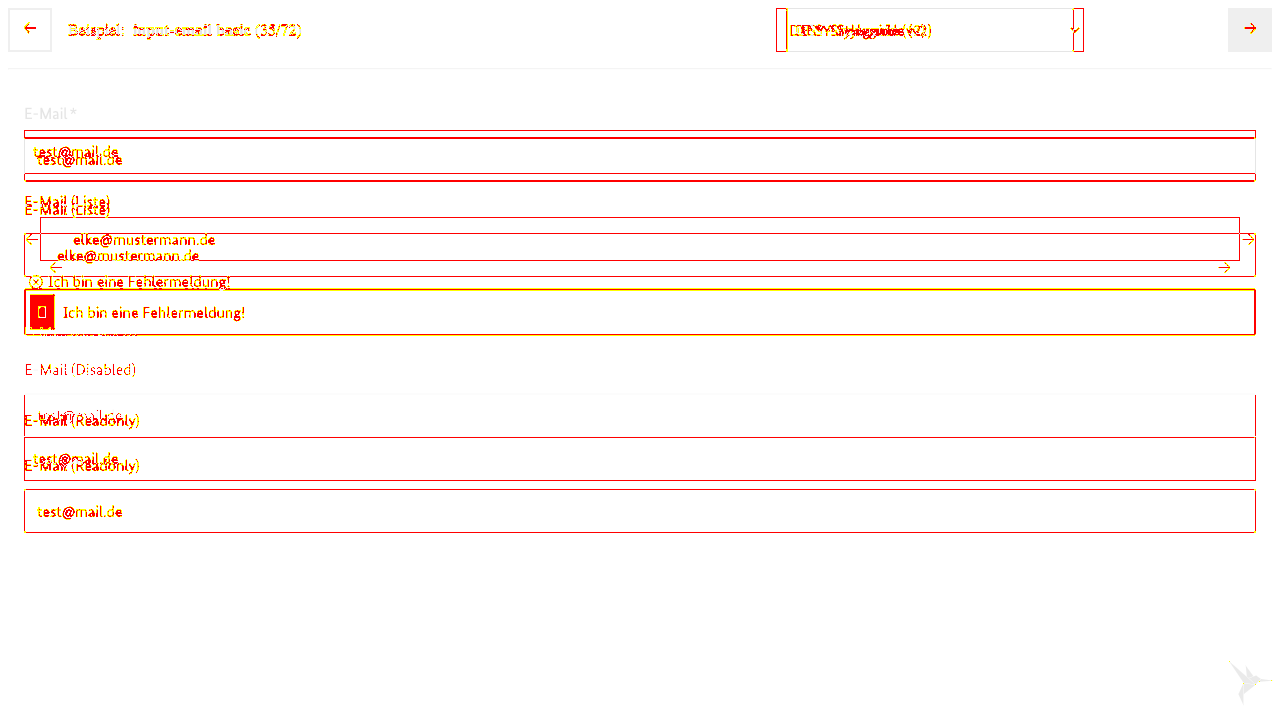 Beispiel: input-email basic (35/72)
E-Mail *
test@mail.de
test@mail.de
E-Mail (Liste)
E-Mail (Liste)
elke@mustermann.de
elke@mustermann.de
Ich bin eine Fehlermeldung!
Ich bin eine Fehlermeldung!
E-Mail (Disabled)
test@mail.de
E-Mail (Readonly)
test@mail.de
E-Mail (Readonly)
test@mail.de